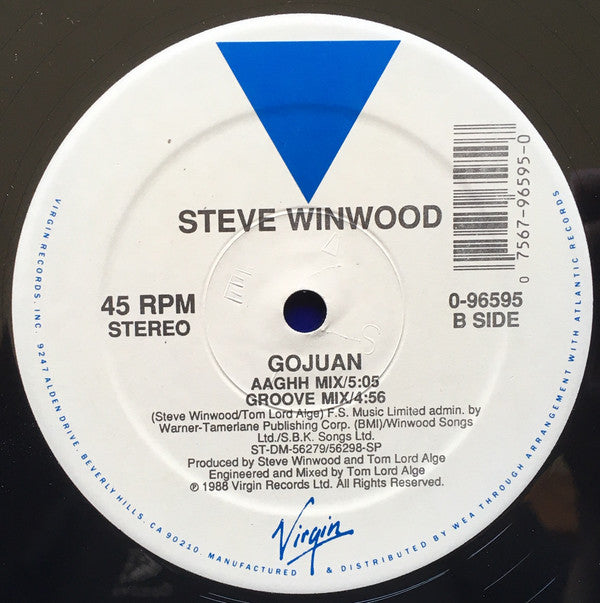 STEVE WINWOOD
0 7567-96595-0
45 RPM
STEREO
0-96595
B SIDE
GOJUAN
AAGHH MIX/5:05
GROOVE MIX/4:56
(Steve Winwood/Tom Lord Alge) F.S. Music Limited admin. by
Warner-Tamerlane Publishing Corp. (BMI)/Winwood Songs
Ltd./S.B.K. Songs Ltd.
ST-DM-56279/56298-SP
Produced by Steve Winwood and Tom Lord Alge
Engineered and Mixed by Tom Lord Alge
℗ 1988 Virgin Records Ltd. All Rights Reserved.
Virgin
VIRGIN RECORDS, INC. 9247 ALDEN DRIVE, BEVERLY HILLS, CA 90210. MANUFACTURED & DISTRIBUTED BY WEA THROUGH ARRANGEMENT WITH ATLANTIC RECORDS